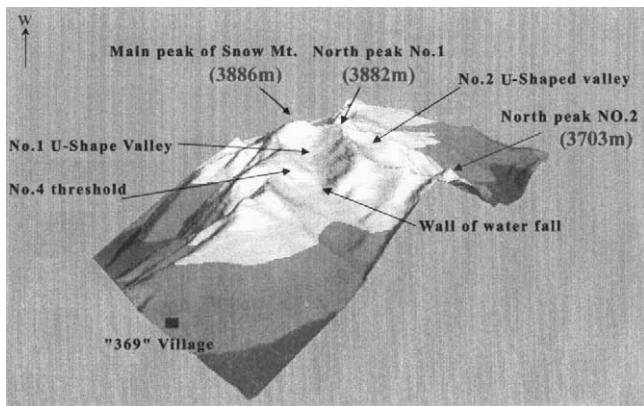 W
Main peak of Snow Mt.
(3886m)
North peak No.1
(3882m)
No.2 U-Shaped valley
North peak NO.2
(3703m)
No.1 U-Shape Valley
No.4 threshold
Wall of water fall
"369" Village